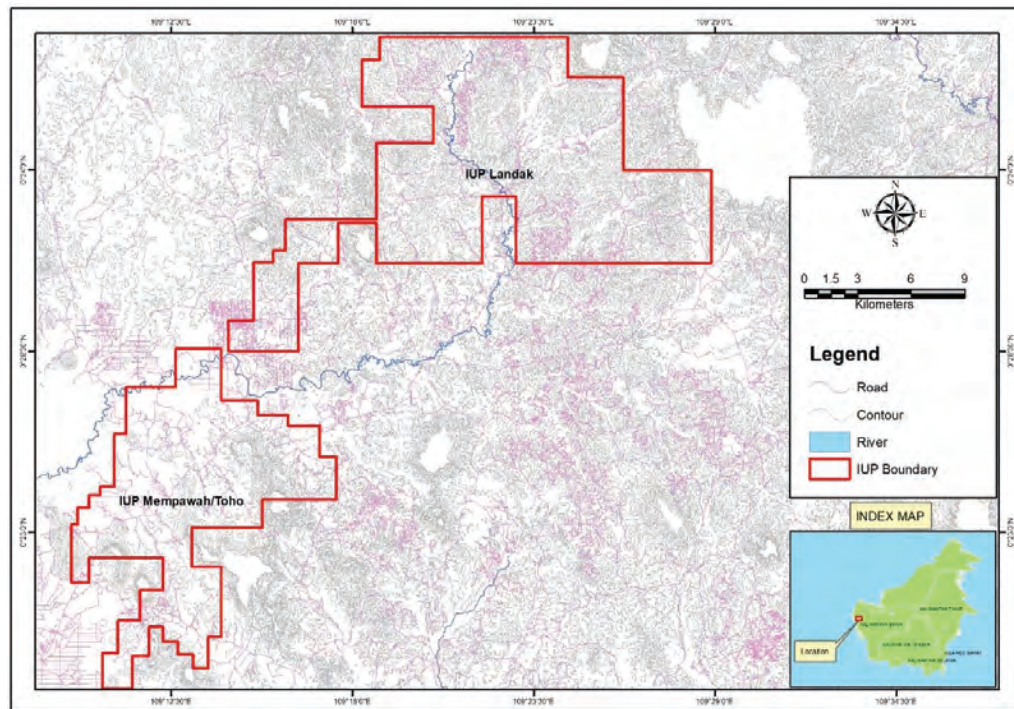 109°12'30"E
109°18'0"E
109°23'30"E
109°29'0"E
109°34'30"E
IUP Landak
N
W
E
S
0 1.5 3 6 9
Kilometers
Legend
Road
Contour
River
IUP Boundary
IUP Mempawah/Toho
INDEX MAP
Location
109°12'30"E
109°18'0"E
109°23'30"E
109°29'0"E
109°34'30"E